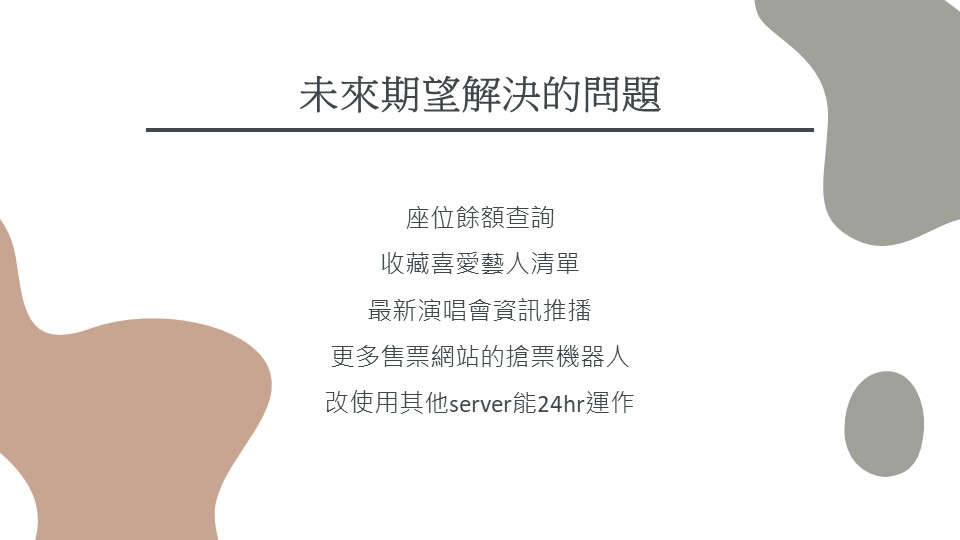 未來期望解決的問題
座位餘額查詢
收藏喜愛藝人清單
最新演唱會資訊推播
更多售票網站的搶票機器人
改使用其他server能24hr運作